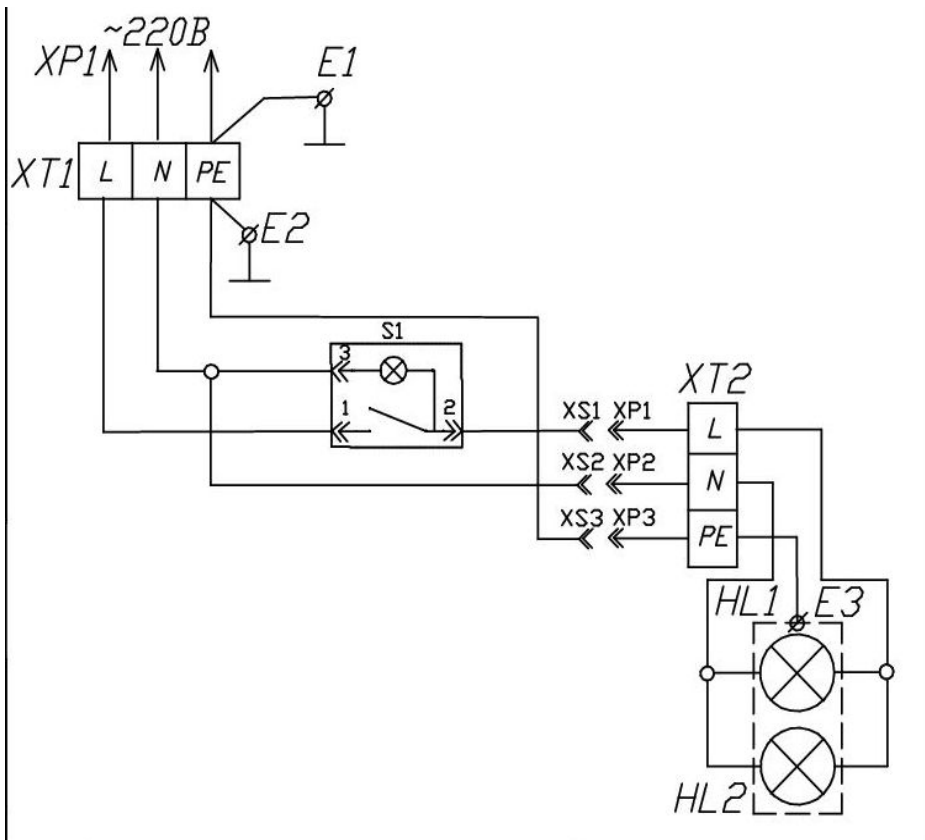 ~220В
XP1
E1
XT1 L N PE
E2
S1
3
1 2
XT2
XS1 XP1 L
XS2 XP2 N
XS3 XP3 PE
HL1 E3
HL2